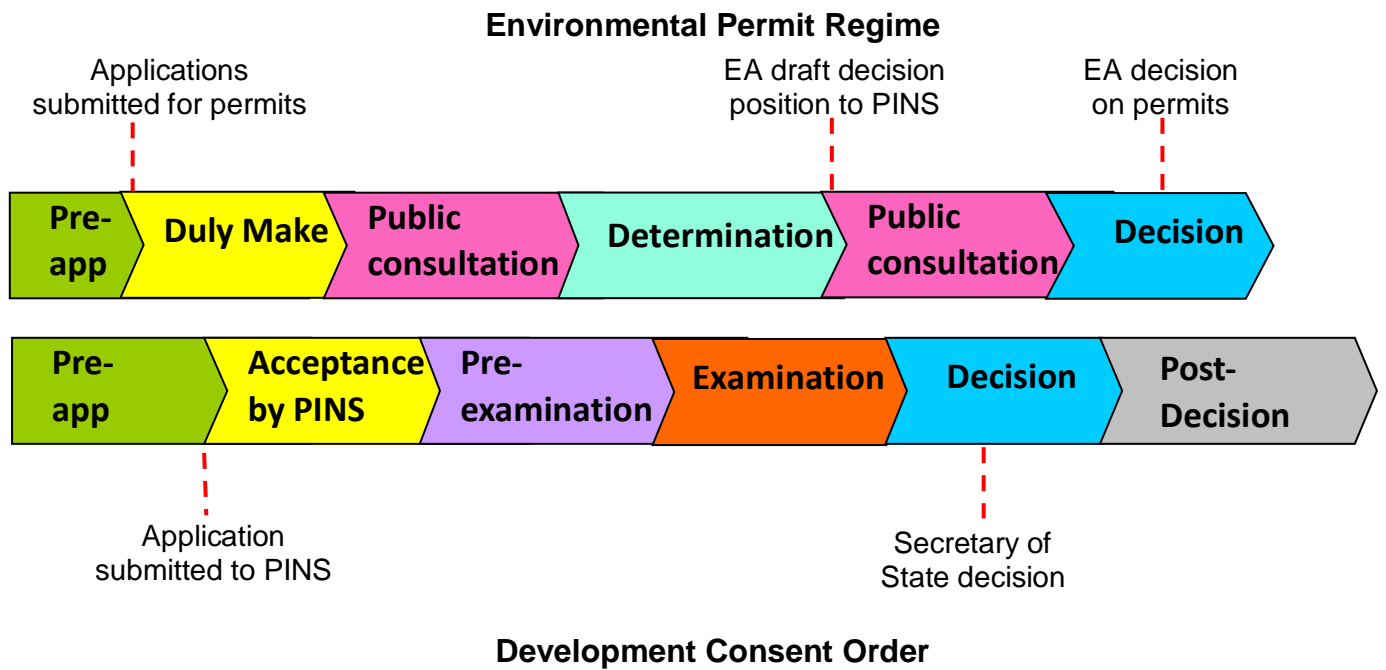 Environmental Permit Regime
Applications
submitted for permits
EA draft decision
position to PINS
EA decision
on permits
Pre-
app
Duly Make
Public
consultation
Determination
Public
consultation
Decision
Pre-
app
Acceptance
by PINS
Pre-
examination
Examination
Decision
Post-
Decision
Application
submitted to PINS
Secretary of
State decision
Development Consent Order